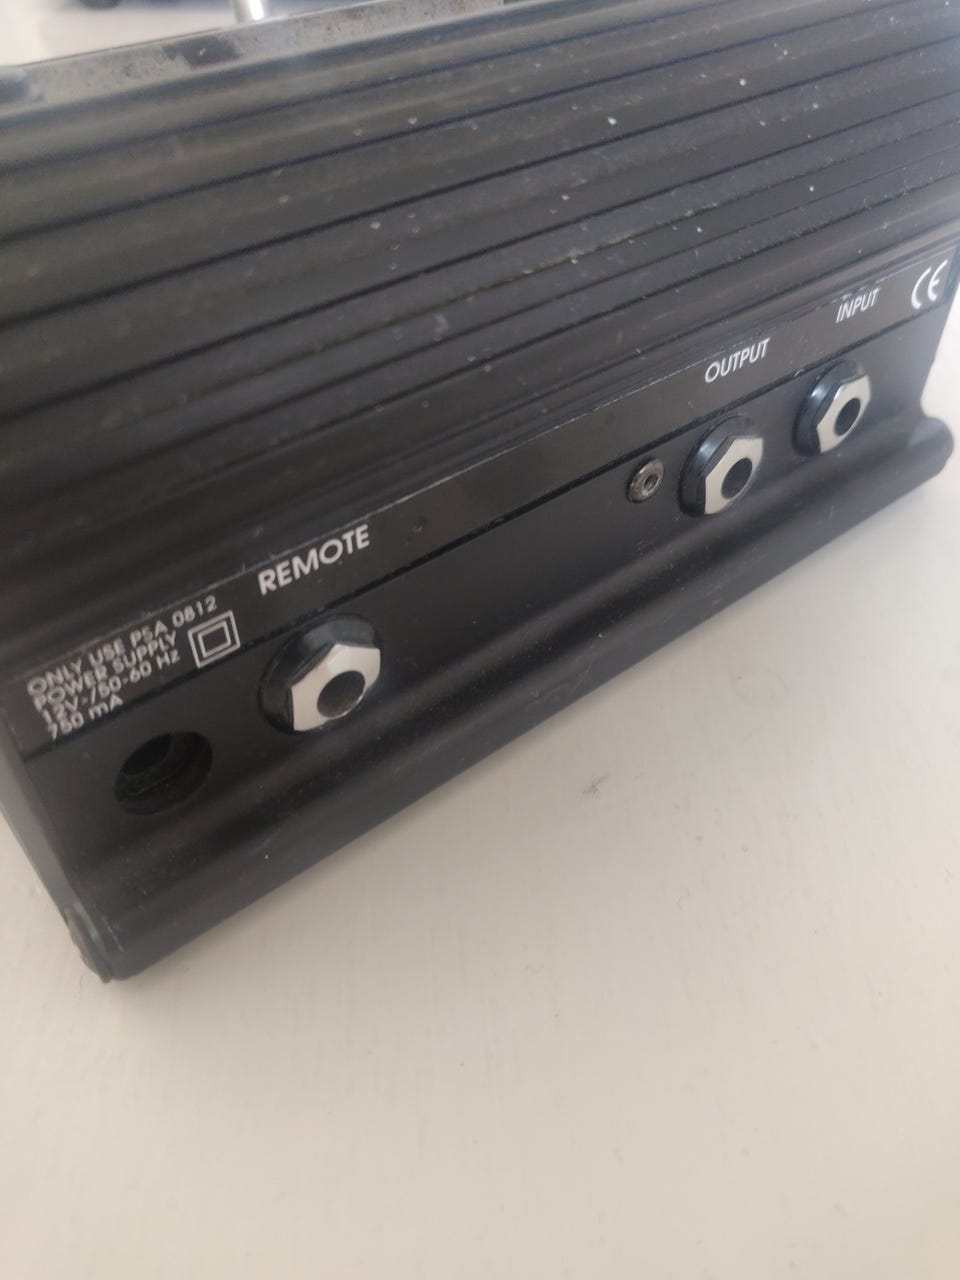 CE
INPUT
OUTPUT
REMOTE
ONLY USE PSA 0812
POWER SUPPLY
12V~/50-60 Hz
750 mA